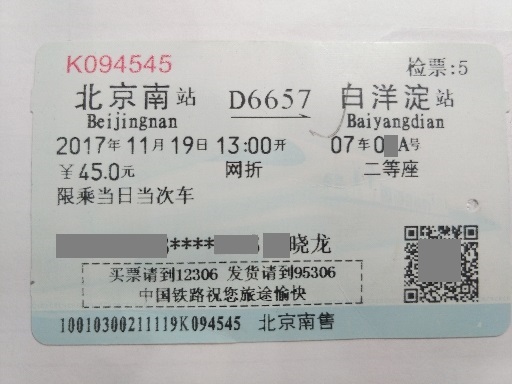 K094545 检票:5
北京南站 D6657 白洋淀站
Beijingnan Baiyangdian
2017年11月19日13:00开 07车0 A号
￥45.0元 网折 二等座
限乘当日当次车
3**** 3 晓龙
买票请到12306 发货请到95306
中国铁路祝您旅途愉快
10010300211119K094545 北京南售